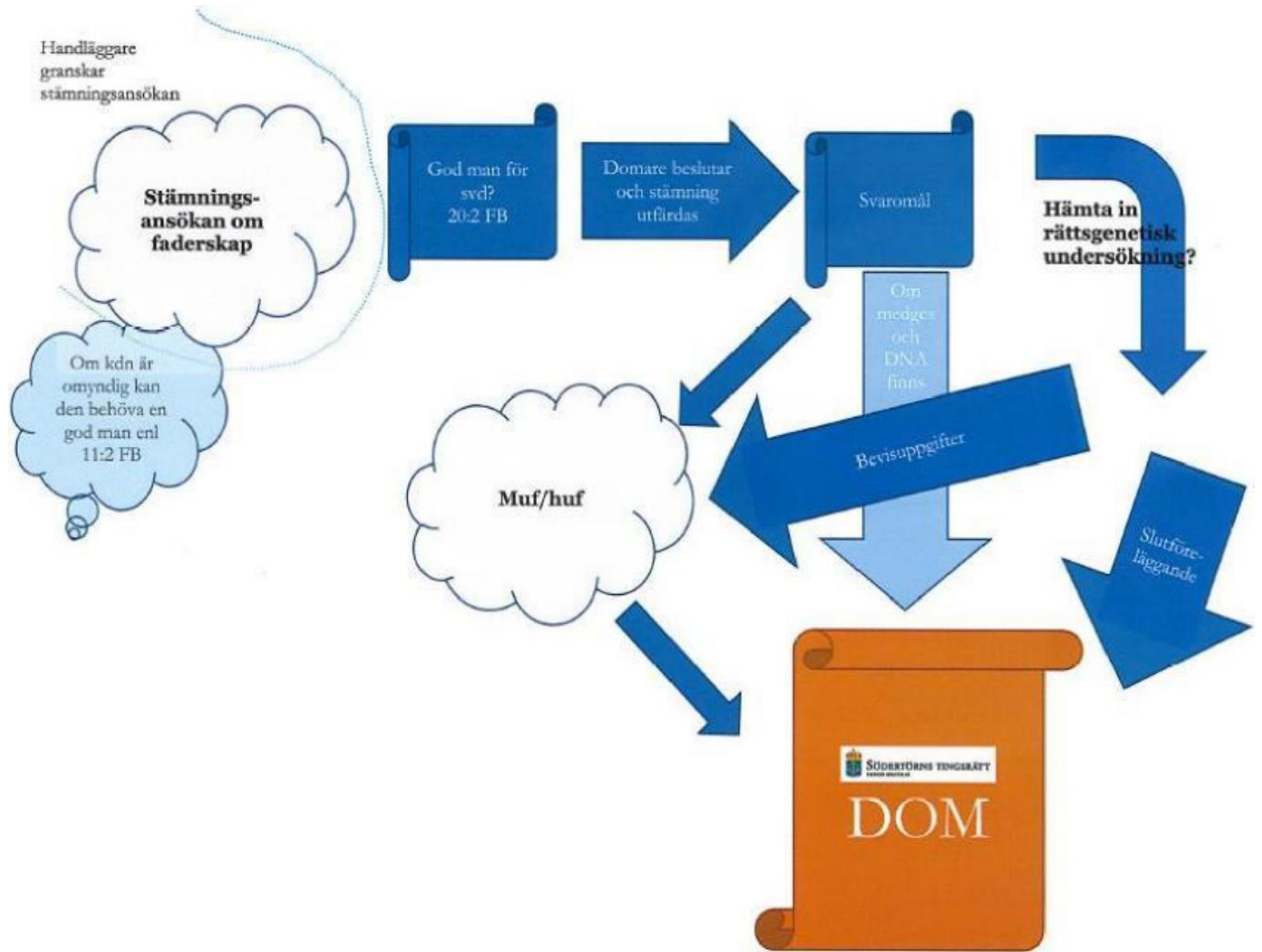 Handläggare
granskar
stämningsansökan
Stämnings-
ansökan om
faderskap
Om kdn är
omyndig kan
den behöva en
god man enl
11:2 FB
God man för
svd?
20:2 FB
Domare beslutar
och stämning
utfärdas
Svaromål
Hämta in
rättsgenetisk
undersökning?
Om
medges
och
DNA
finns
Bevisuppgifter
Muf/huf
Slutföre-
läggande
SÖDERTÖRNS TINGSRÄTT
DOM